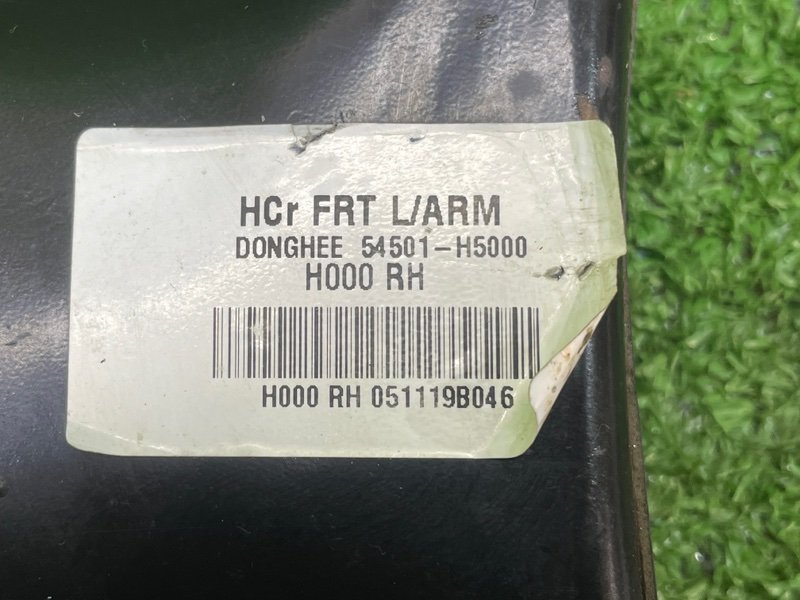 HCr FRT L/ARM
DONGHEE 54501-H5000
H000 RH
H000 RH 051119B046